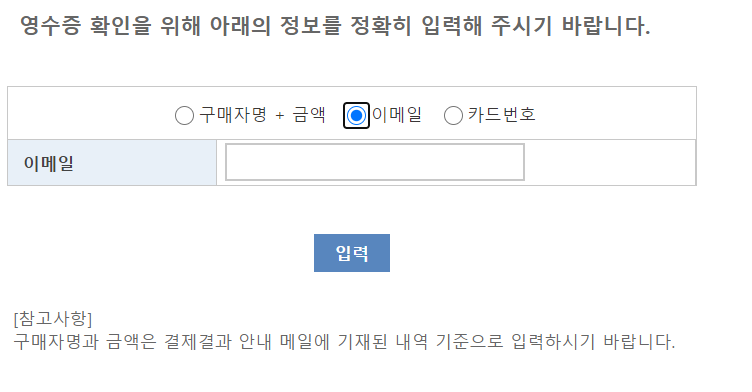 영수증 확인을 위해 아래의 정보를 정확히 입력해 주시기 바랍니다.
구매자명 + 금액 이메일 카드번호
이메일
입력
[참고사항]
구매자명과 금액은 결제결과 안내 메일에 기재된 내역 기준으로 입력하시기 바랍니다.